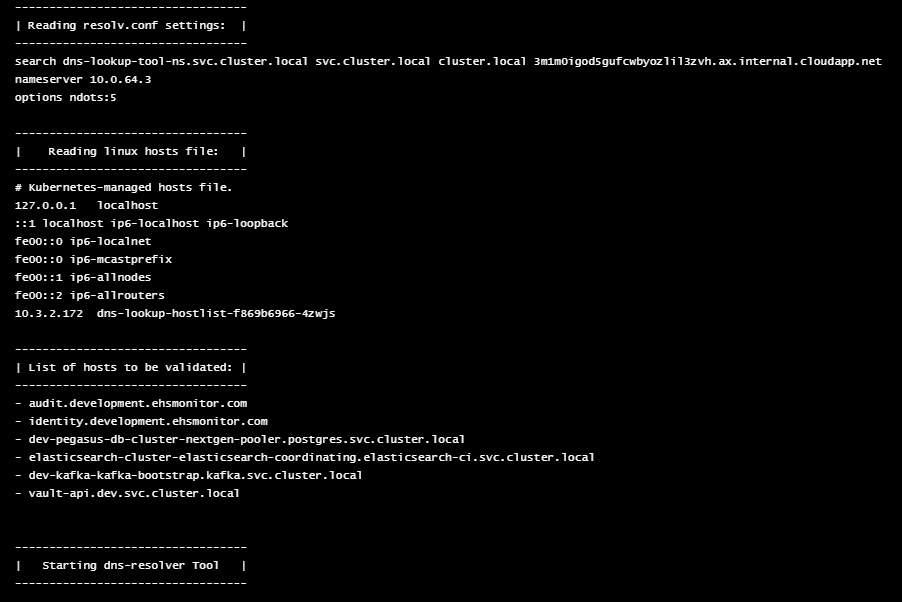 ----------------------------------
| Reading resolv.conf settings:  |
----------------------------------
search dns-lookup-tool-ns.svc.cluster.local svc.cluster.local cluster.local 3m1m0igod5gufcwbyozlil3zvh.ax.internal.cloudapp.net
nameserver 10.0.64.3
options ndots:5
----------------------------------
|    Reading linux hosts file:   |
----------------------------------
# Kubernetes-managed hosts file.
127.0.0.1   localhost
::1 localhost ip6-localhost ip6-loopback
fe00::0 ip6-localnet
fe00::0 ip6-mcastprefix
fe00::1 ip6-allnodes
fe00::2 ip6-allrouters
10.3.2.172  dns-lookup-hostlist-f869b6966-4zwjs
----------------------------------
| List of hosts to be validated: |
----------------------------------
- audit.development.ehsmonitor.com
- identity.development.ehsmonitor.com
- dev-pegasus-db-cluster-nextgen-pooler.postgres.svc.cluster.local
- elasticsearch-cluster-elasticsearch-coordinating.elasticsearch-ci.svc.cluster.local
- dev-kafka-kafka-bootstrap.kafka.svc.cluster.local
- vault-api.dev.svc.cluster.local
----------------------------------
|   Starting dns-resolver Tool   |
----------------------------------